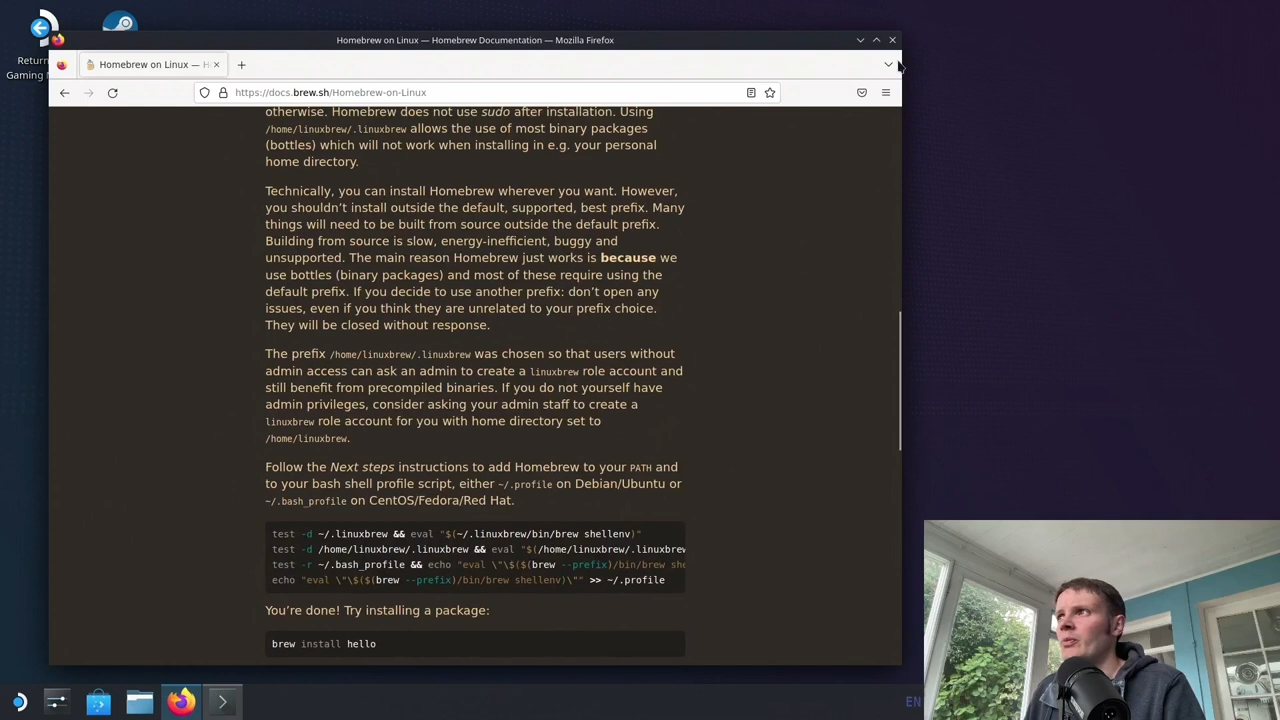 Return
Gaming
Homebrew on Linux — Homebrew Documentation — Mozilla Firefox
Homebrew on Linux — H
https://docs.brew.sh/Homebrew-on-Linux
otherwise. Homebrew does not use sudo after installation. Using
/home/linuxbrew/.linuxbrew allows the use of most binary packages
(bottles) which will not work when installing in e.g. your personal
home directory.
Technically, you can install Homebrew wherever you want. However,
you shouldn’t install outside the default, supported, best prefix. Many
things will need to be built from source outside the default prefix.
Building from source is slow, energy-inefficient, buggy and
unsupported. The main reason Homebrew just works is because we
use bottles (binary packages) and most of these require using the
default prefix. If you decide to use another prefix: don’t open any
issues, even if you think they are unrelated to your prefix choice.
They will be closed without response.
The prefix /home/linuxbrew/.linuxbrew was chosen so that users without
admin access can ask an admin to create a linuxbrew role account and
still benefit from precompiled binaries. If you do not yourself have
admin privileges, consider asking your admin staff to create a
linuxbrew role account for you with home directory set to
/home/linuxbrew.
Follow the Next steps instructions to add Homebrew to your PATH and
to your bash shell profile script, either ~/.profile on Debian/Ubuntu or
~/.bash_profile on CentOS/Fedora/Red Hat.
test -d ~/.linuxbrew && eval "$(~/.linuxbrew/bin/brew shellenv)"
test -d /home/linuxbrew/.linuxbrew && eval "$(/home/linuxbrew/.linuxbrew
test -r ~/.bash_profile && echo "eval \"\$($(brew --prefix)/bin/brew she
echo "eval \"\$($(brew --prefix)/bin/brew shellenv)\"" >> ~/.profile
You’re done! Try installing a package:
brew install hello
EN